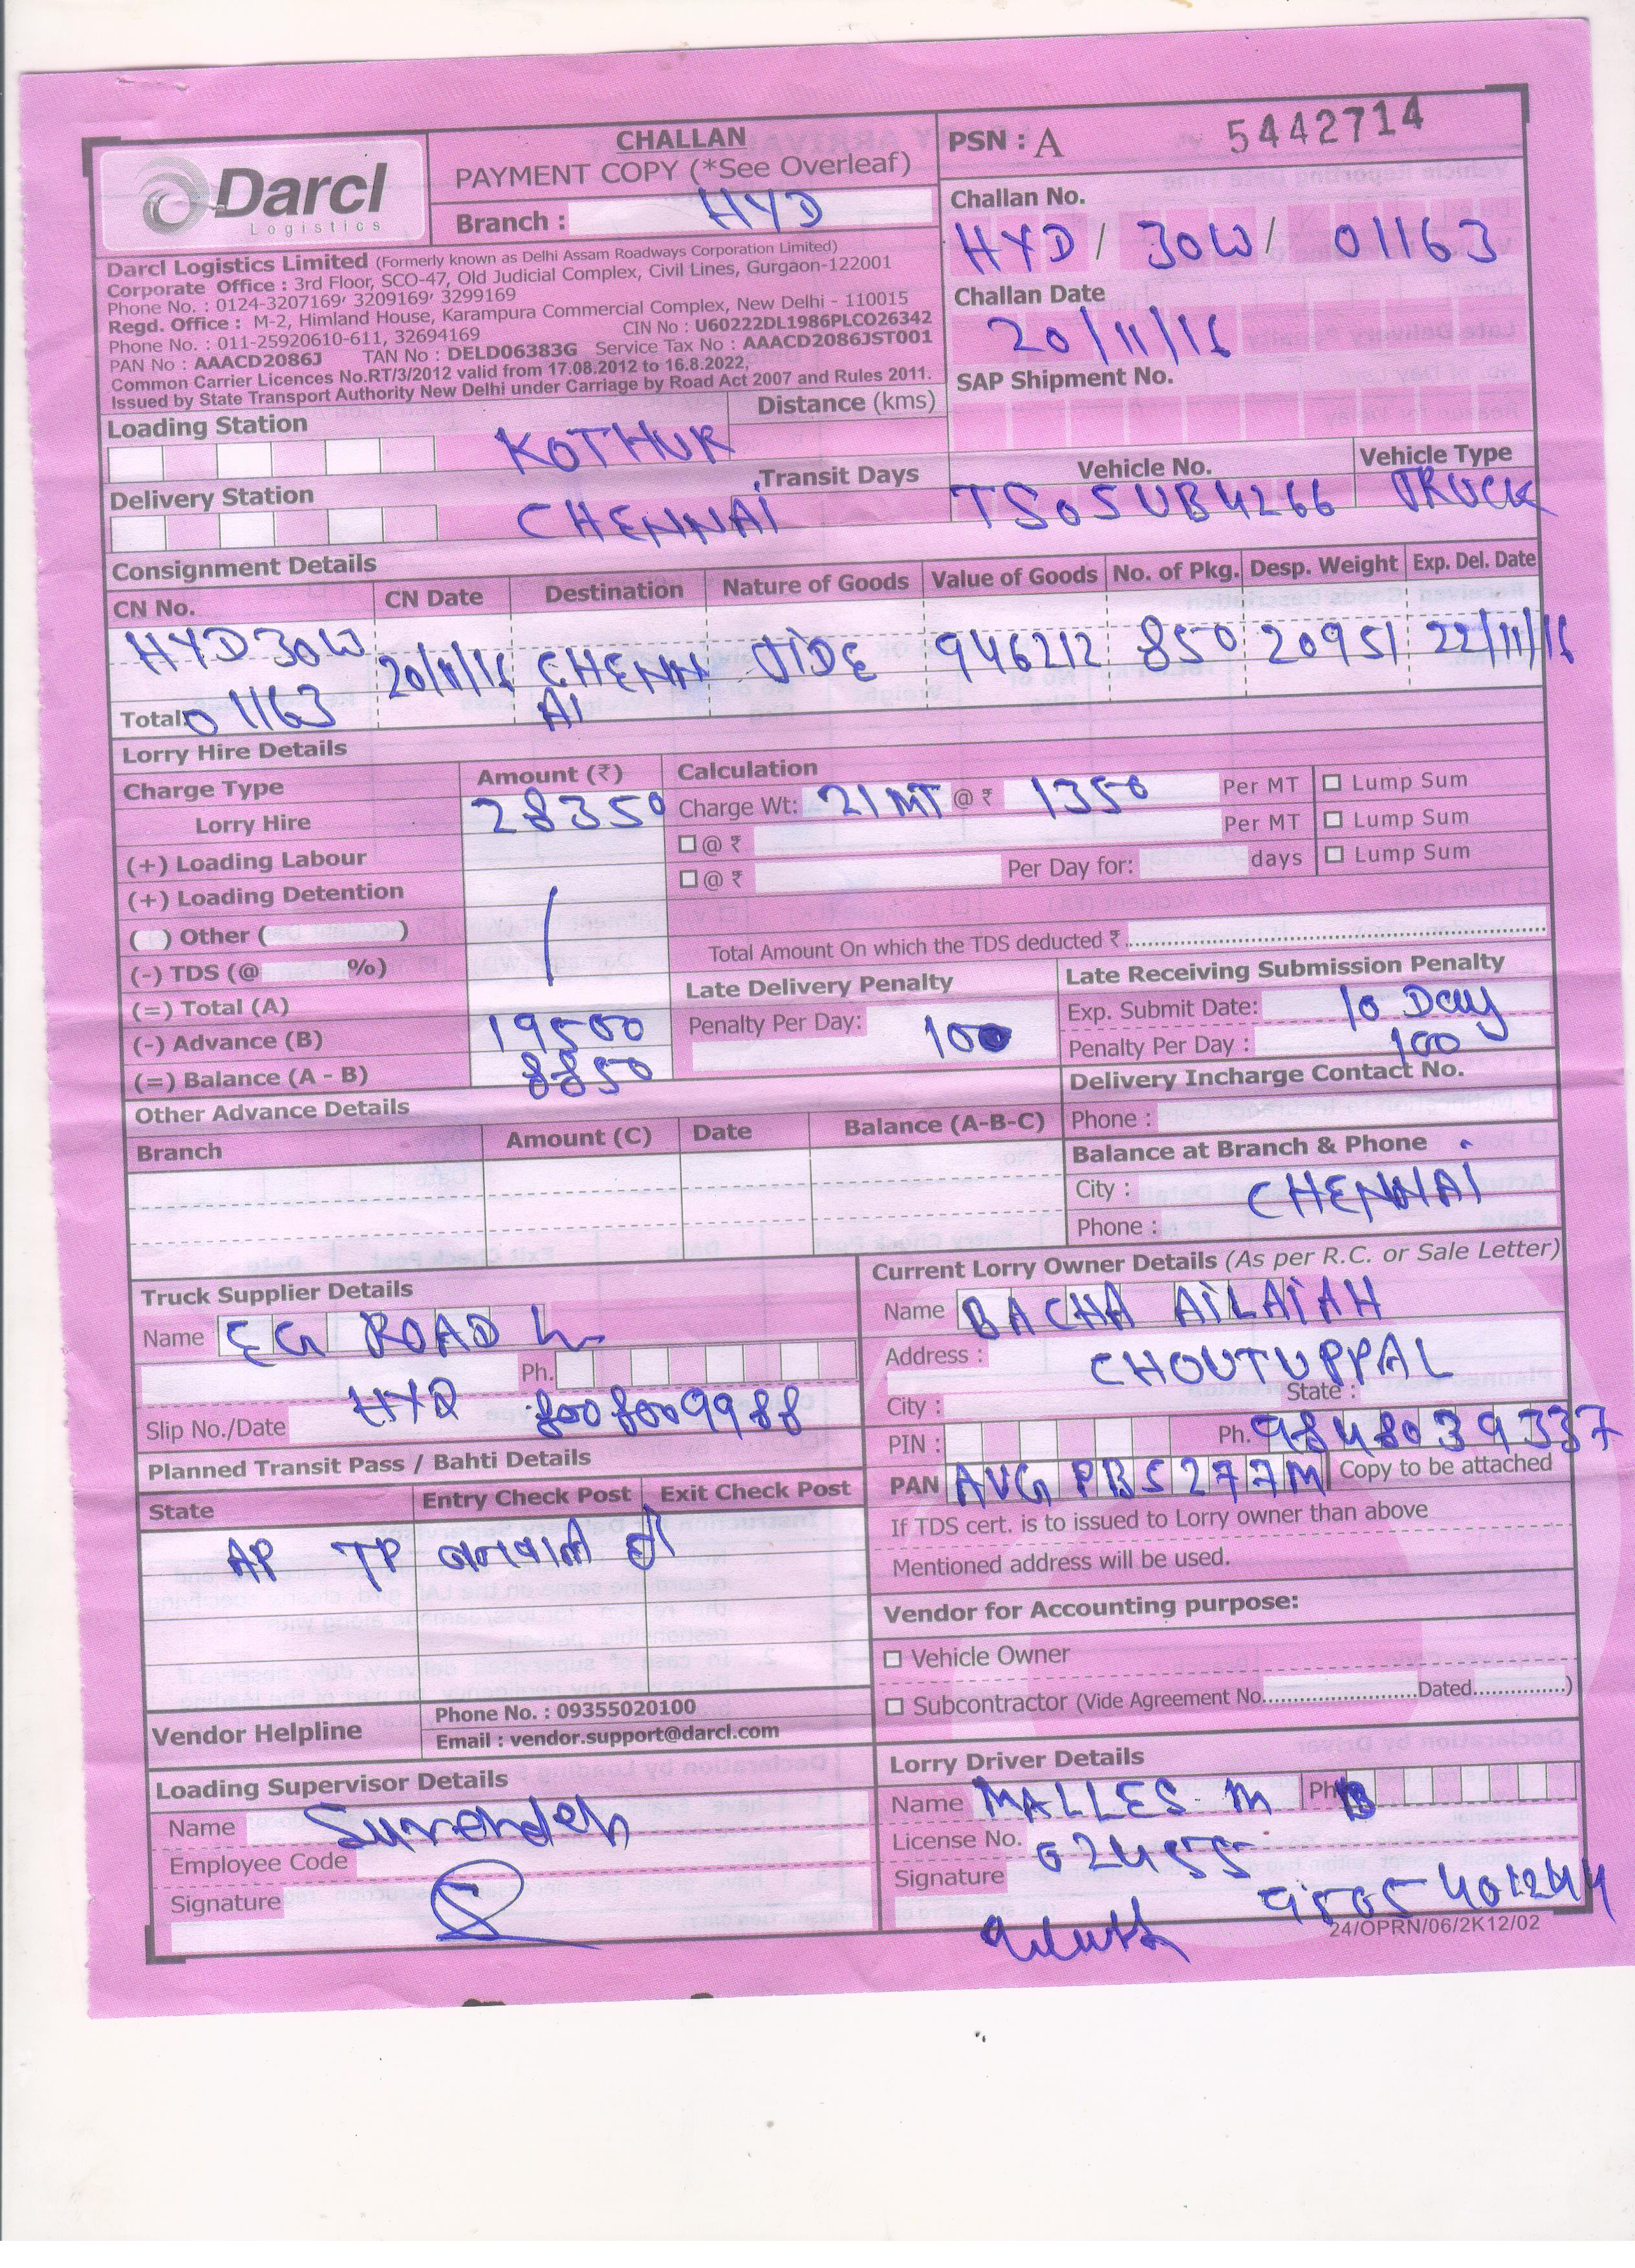 CHALLAN
PAYMENT COPY (*See Overleaf)
Branch : HYD
PSN : A 5442714
Darcl
Logistics
Challan No.
HYD / 30W / 01163
Darcl Logistics Limited (Formerly known as Delhi Assam Roadways Corporation Limited)
Corporate Office : 3rd Floor, SCO-47, Old Judicial Complex, Civil Lines, Gurgaon-122001
Phone No. : 0124-3207169, 3209169, 3299169
Regd. Office : M-2, Himland House, Karampura Commercial Complex, New Delhi - 110015
Phone No. : 011-25920610-611, 32694169 CIN No : U60222DL1986PLCO26342
PAN No : AAACD2086J TAN No : DELD06383G Service Tax No : AAACD2086JST001
Common Carrier Licences No.RT/3/2012 valid from 17.08.2012 to 16.8.2022,
Issued by State Transport Authority New Delhi under Carriage by Road Act 2007 and Rules 2011.
Challan Date
20/11/16
SAP Shipment No.
Loading Station KOTHUR
Distance (kms)
Delivery Station CHENNAI
Transit Days
Vehicle No. Vehicle Type
TS05UB4266 TRUCK
Consignment Details
CN No. CN Date Destination Nature of Goods Value of Goods No. of Pkg. Desp. Weight Exp. Del. Date
HYD30W 20/11/16 CHENN 946212 850 20951 22/11/16
01163 AI
Total:
Lorry Hire Details
Charge Type Amount (₹) Calculation
Lorry Hire 28350 Charge Wt: 21MT @ ₹ 1350 Per MT Lump Sum
(+) Loading Labour @ ₹ Per MT Lump Sum
(+) Loading Detention @ ₹ Per Day for: days Lump Sum
( ) Other ( )
Total Amount On which the TDS deducted ₹
(-) TDS (@ %)
(=) Total (A)
(-) Advance (B) 19500
(=) Balance (A - B) 8850
Late Delivery Penalty
Penalty Per Day: 100
Late Receiving Submission Penalty
Exp. Submit Date: 10 Day
Penalty Per Day : 100
Delivery Incharge Contact No.
Phone :
Other Advance Details
Branch Amount (C) Date Balance (A-B-C)
Balance at Branch & Phone
City : CHENNAI
Phone :
Truck Supplier Details
Name EG ROAD L
Ph.
HYD 8008009988
Slip No./Date
Current Lorry Owner Details (As per R.C. or Sale Letter)
Name BACHA AILAIAH
Address : CHOUTUPPAL
City : State :
PIN : Ph. 9848039337
PAN AVGPB5277M Copy to be attached
If TDS cert. is to issued to Lorry owner than above
Mentioned address will be used.
Planned Transit Pass / Bahti Details
State Entry Check Post Exit Check Post
AP TP
Vendor for Accounting purpose:
Vehicle Owner
Subcontractor (Vide Agreement No. Dated )
Vendor Helpline
Phone No. : 09355020100
Email : vendor.support@darcl.com
Loading Supervisor Details
Name Surender
Employee Code
Signature
Lorry Driver Details
Name MALLES M Ph
License No. 02455
Signature
24/OPRN/06/2K12/02